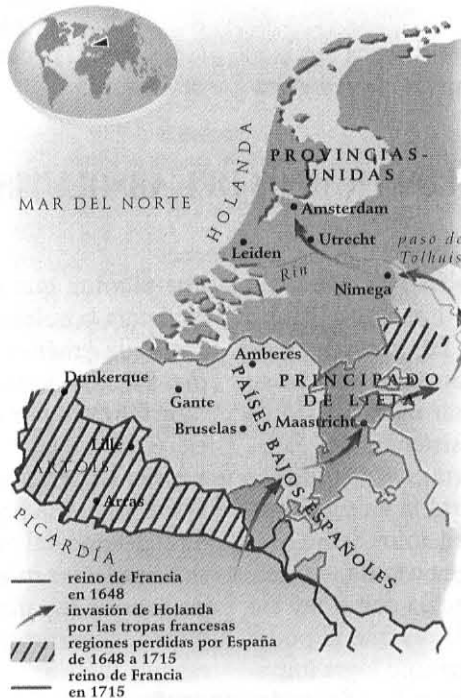 PROVINCIAS-
UNIDAS
HOLANDA
MAR DEL NORTE
Amsterdam
Leiden
Utrecht
paso de
Tolhuis
Rin
Nimega
Amberes
Dunkerque
PRINCIPADO
DE LIEJA
Gante
PAÍSES BAJOS ESPAÑOLES
Bruselas
Maastricht
Lille
ARTOIS
Arras
PICARDÍA
reino de Francia
en 1648
invasión de Holanda
por las tropas francesas
regiones perdidas por España
de 1648 a 1715
reino de Francia
en 1715